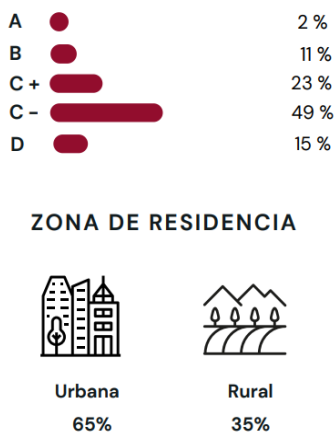 A 2 %
B 11 %
C + 23 %
C - 49 %
D 15 %
ZONA DE RESIDENCIA
Urbana Rural
65% 35%